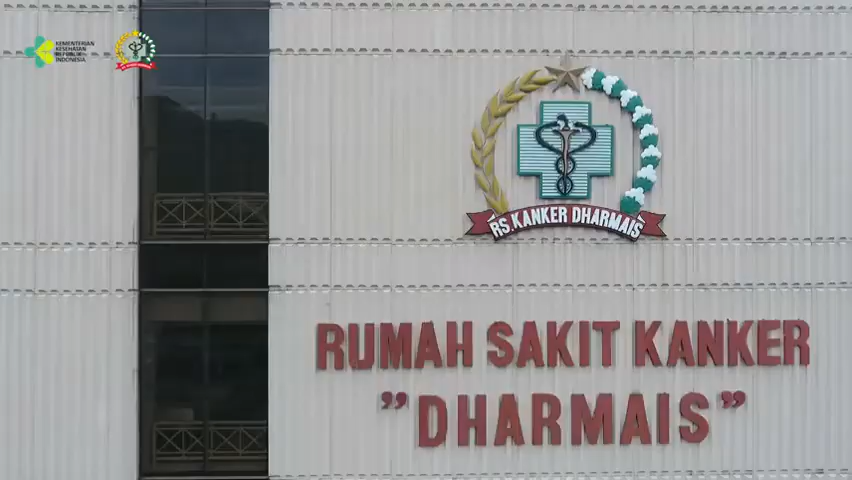 KEMENTERIAN
KESEHATAN
REPUBLIK
INDONESIA
RS. KANKER DHARMAIS
RUMAH SAKIT KANKER
"DHARMAIS"